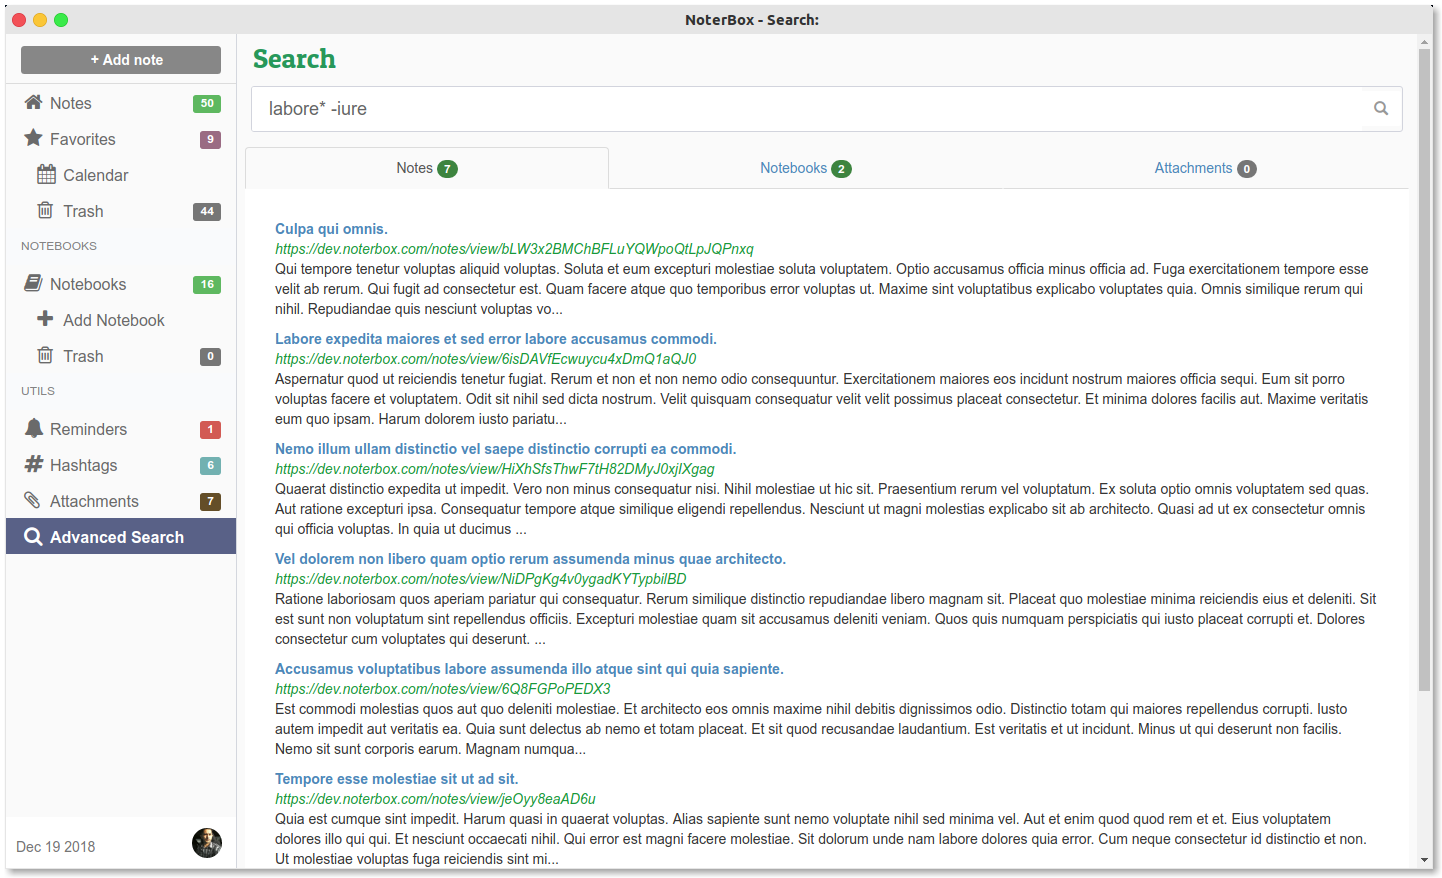 NoterBox - Search:
+ Add note
Notes 50
Favorites 9
Calendar
Trash 44
NOTEBOOKS
Notebooks 16
Add Notebook
Trash 0
UTILS
Reminders 1
Hashtags 6
Attachments 7
Advanced Search
Dec 19 2018
Search
labore* -iure
Notes 7
Notebooks 2
Attachments 0
Culpa qui omnis.
https://dev.noterbox.com/notes/view/bLW3x2BMChBFLuYQWpoQtLpJQPnxq
Qui tempore tenetur voluptas aliquid voluptas. Soluta et eum excepturi molestiae soluta voluptatem. Optio accusamus officia minus officia ad. Fuga exercitationem tempore esse
velit ab rerum. Qui fugit ad consectetur est. Quam facere atque quo temporibus error voluptas ut. Maxime sint voluptatibus explicabo voluptates quia. Omnis similique rerum qui
nihil. Repudiandae quis nesciunt voluptas vo...
Labore expedita maiores et sed error labore accusamus commodi.
https://dev.noterbox.com/notes/view/6isDAVfEcwuycu4xDmQ1aQJ0
Aspernatur quod ut reiciendis tenetur fugiat. Rerum et non et non nemo odio consequuntur. Exercitationem maiores eos incidunt nostrum maiores officia sequi. Eum sit porro
voluptas facere et voluptatem. Odit sit nihil sed dicta nostrum. Velit quisquam consequatur velit velit possimus placeat consectetur. Et minima dolores facilis aut. Maxime veritatis
eum quo ipsam. Harum dolorem iusto pariatu...
Nemo illum ullam distinctio vel saepe distinctio corrupti ea commodi.
https://dev.noterbox.com/notes/view/HiXhSfsThwF7tH82DMyJ0xjIXgag
Quaerat distinctio expedita ut impedit. Vero non minus consequatur nisi. Nihil molestiae ut hic sit. Praesentium rerum vel voluptatum. Ex soluta optio omnis voluptatem sed quas.
Aut ratione excepturi ipsa. Consequatur tempore atque similique eligendi repellendus. Nesciunt ut magni molestias explicabo sit ab architecto. Quasi ad ut ex consectetur omnis
qui officia voluptas. In quia ut ducimus ...
Vel dolorem non libero quam optio rerum assumenda minus quae architecto.
https://dev.noterbox.com/notes/view/NiDPgKg4v0ygadKYTypbilBD
Ratione laboriosam quos aperiam pariatur qui consequatur. Rerum similique distinctio repudiandae libero magnam sit. Placeat quo molestiae minima reiciendis eius et deleniti. Sit
est sunt non voluptatum sint repellendus officiis. Excepturi molestiae quam sit accusamus deleniti veniam. Quos quis numquam perspiciatis qui iusto placeat corrupti et. Dolores
consectetur cum voluptates qui deserunt. ...
Accusamus voluptatibus labore assumenda illo atque sint qui quia sapiente.
https://dev.noterbox.com/notes/view/6Q8FGPoPEDX3
Est commodi molestias quos aut quo deleniti molestiae. Et architecto eos omnis maxime nihil debitis dignissimos odio. Distinctio totam qui maiores repellendus corrupti. Iusto
autem impedit aut veritatis ea. Quia sunt delectus ab nemo et totam placeat. Et sit quod recusandae laudantium. Est veritatis et ut incidunt. Minus ut qui deserunt non facilis.
Nemo sit sunt corporis earum. Magnam numqua...
Tempore esse molestiae sit ut ad sit.
https://dev.noterbox.com/notes/view/jeOyy8eaAD6u
Quia est cumque sint impedit. Harum quasi in quaerat voluptas. Alias sapiente sunt nemo voluptate nihil sed minima vel. Aut et enim quod quod rem et et. Eius voluptatem
dolores illo qui qui. Et nesciunt occaecati nihil. Qui error est magni facere molestiae. Sit dolorum unde nam labore dolores quia error. Cum neque consectetur id distinctio et non.
Ut molestiae voluptas fuga reiciendis sint mi...